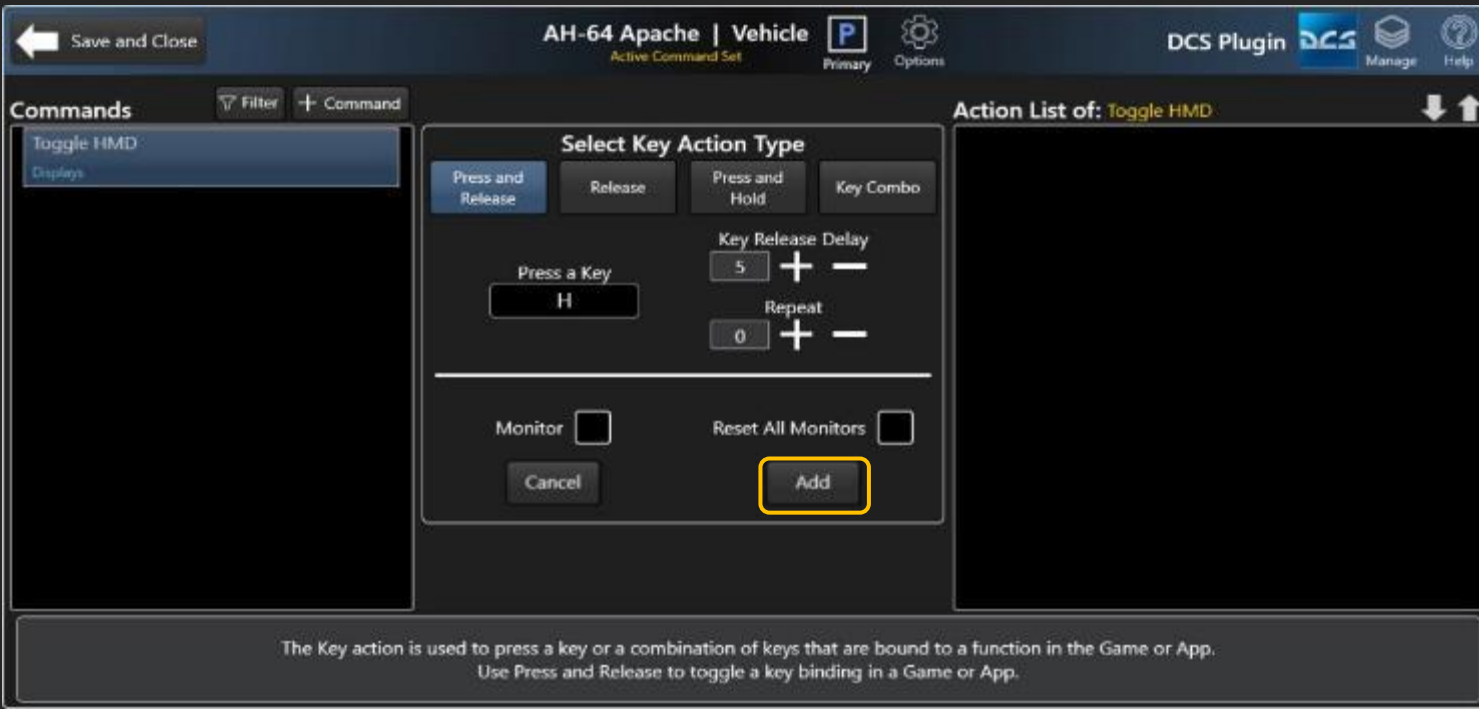 Save and Close
AH-64 Apache | Vehicle
Active Command Set
P
Primary
Options
DCS Plugin
DCS
Manage
Help
Commands
Filter
+ Command
Action List of: Toggle HMD
Toggle HMD
Displays
Select Key Action Type
Press and
Release
Release
Press and
Hold
Key Combo
Press a Key
H
Key Release Delay
5 + −
Repeat
0 + −
Monitor
Reset All Monitors
Cancel
Add
The Key action is used to press a key or a combination of keys that are bound to a function in the Game or App.
Use Press and Release to toggle a key binding in a Game or App.